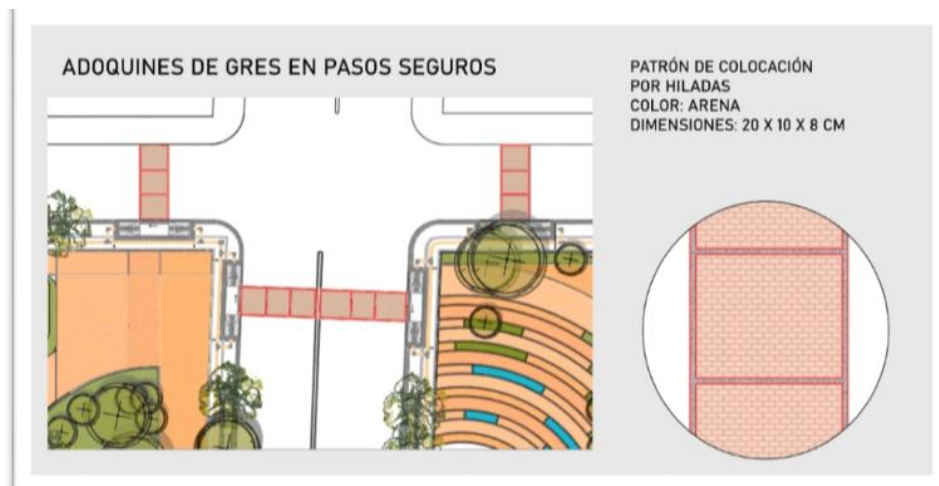 ADOQUINES DE GRES EN PASOS SEGUROS
PATRÓN DE COLOCACIÓN
POR HILADAS
COLOR: ARENA
DIMENSIONES: 20 X 10 X 8 CM